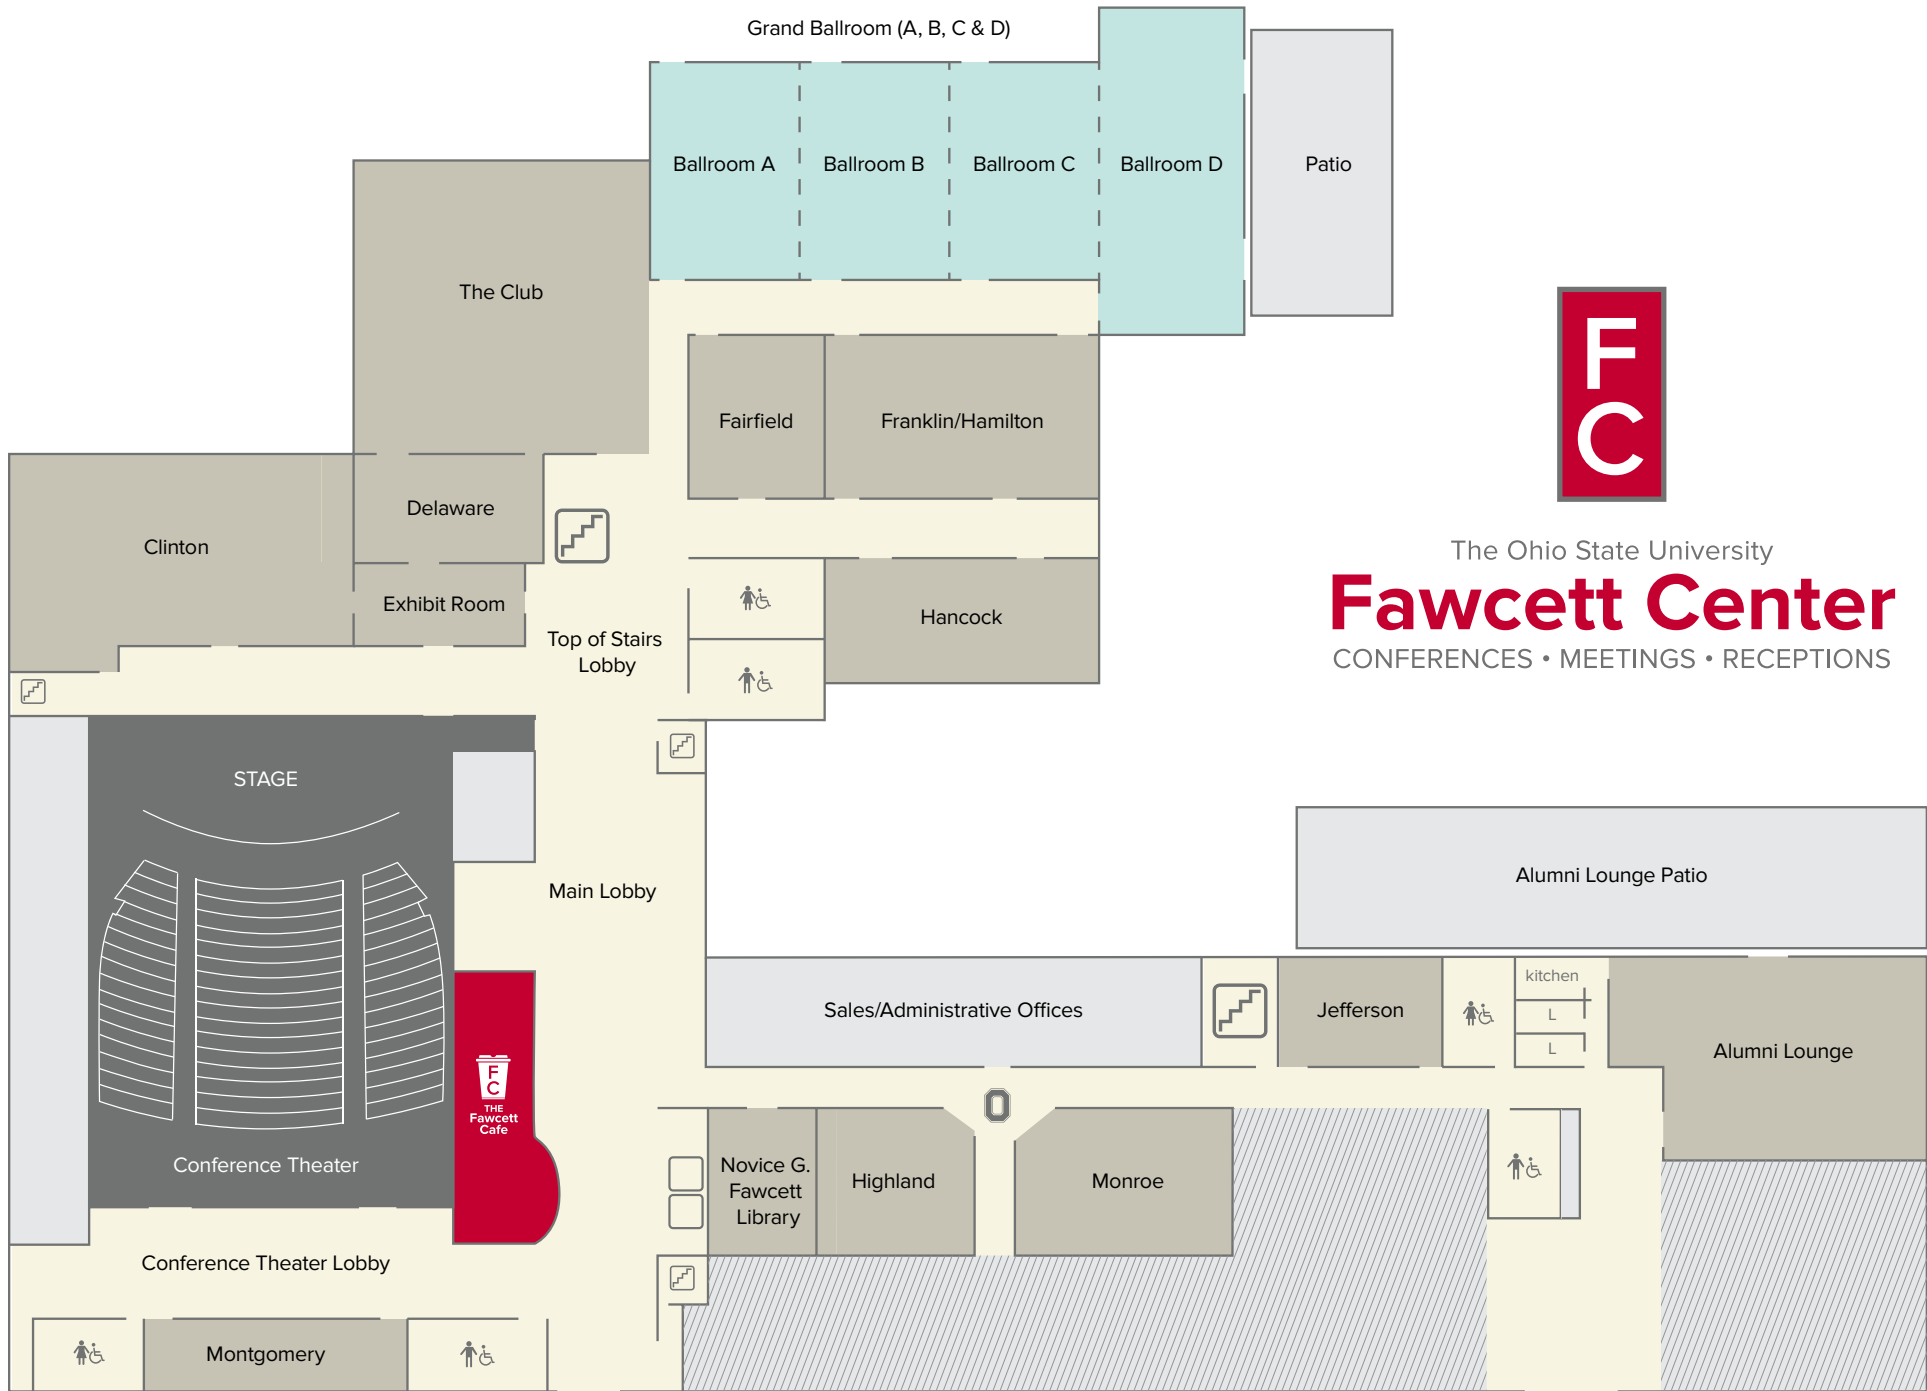 Grand Ballroom (A, B, C & D)
Ballroom A
Ballroom B
Ballroom C
Ballroom D
Patio
The Club
Fairfield
Franklin/Hamilton
Delaware
Clinton
Exhibit Room
Top of Stairs
Lobby
Hancock
F
C
The Ohio State University
Fawcett Center
CONFERENCES • MEETINGS • RECEPTIONS
STAGE
Main Lobby
Alumni Lounge Patio
Sales/Administrative Offices
Jefferson
kitchen
L
L
Alumni Lounge
F
C
THE
Fawcett
Cafe
O
Conference Theater
Novice G.
Fawcett
Library
Highland
Monroe
Conference Theater Lobby
Montgomery